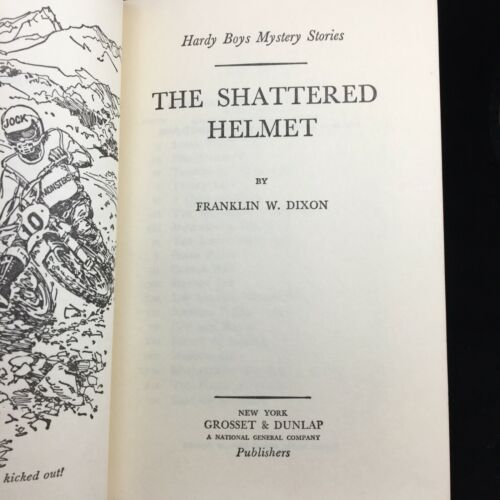 JOCK
MONSTERS
10
kicked out!
Hardy Boys Mystery Stories
THE SHATTERED
HELMET
BY
FRANKLIN W. DIXON
NEW YORK
GROSSET & DUNLAP
A NATIONAL GENERAL COMPANY
Publishers